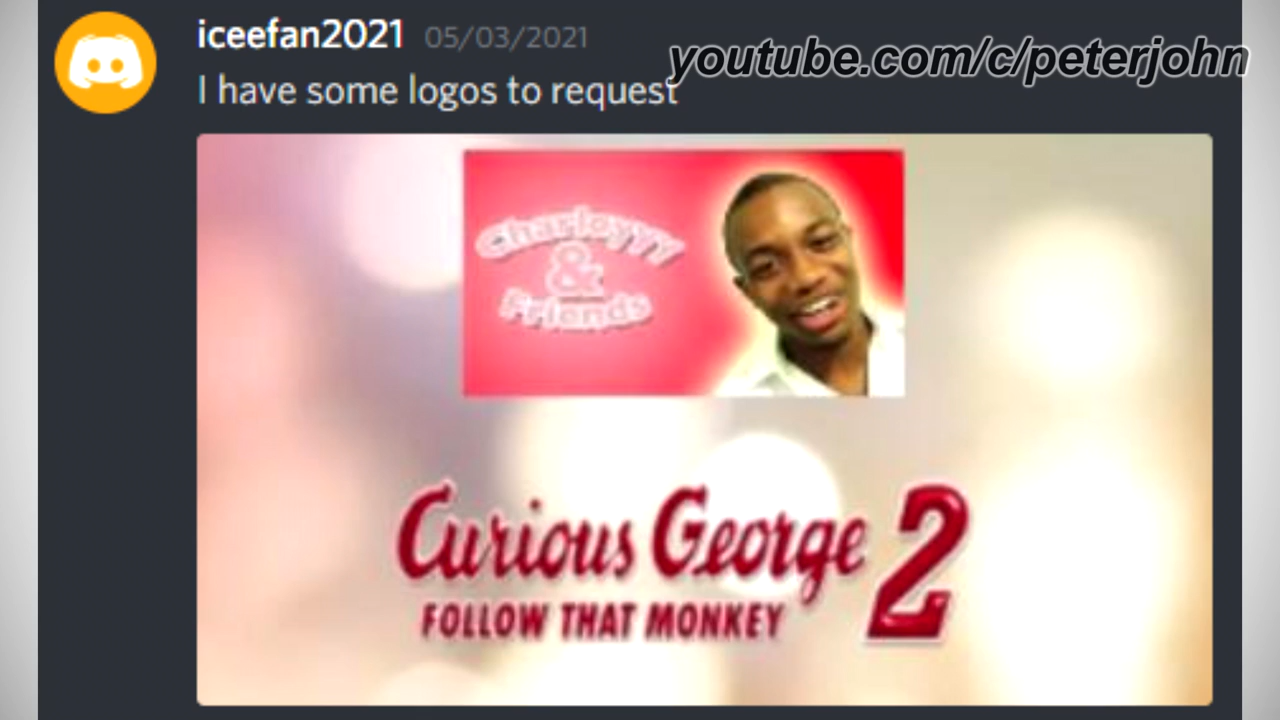 iceefan2021 05/03/2021
youtube.com/c/peterjohn
I have some logos to request
Charloyyy
&
Friends
Curious George 2
FOLLOW THAT MONKEY